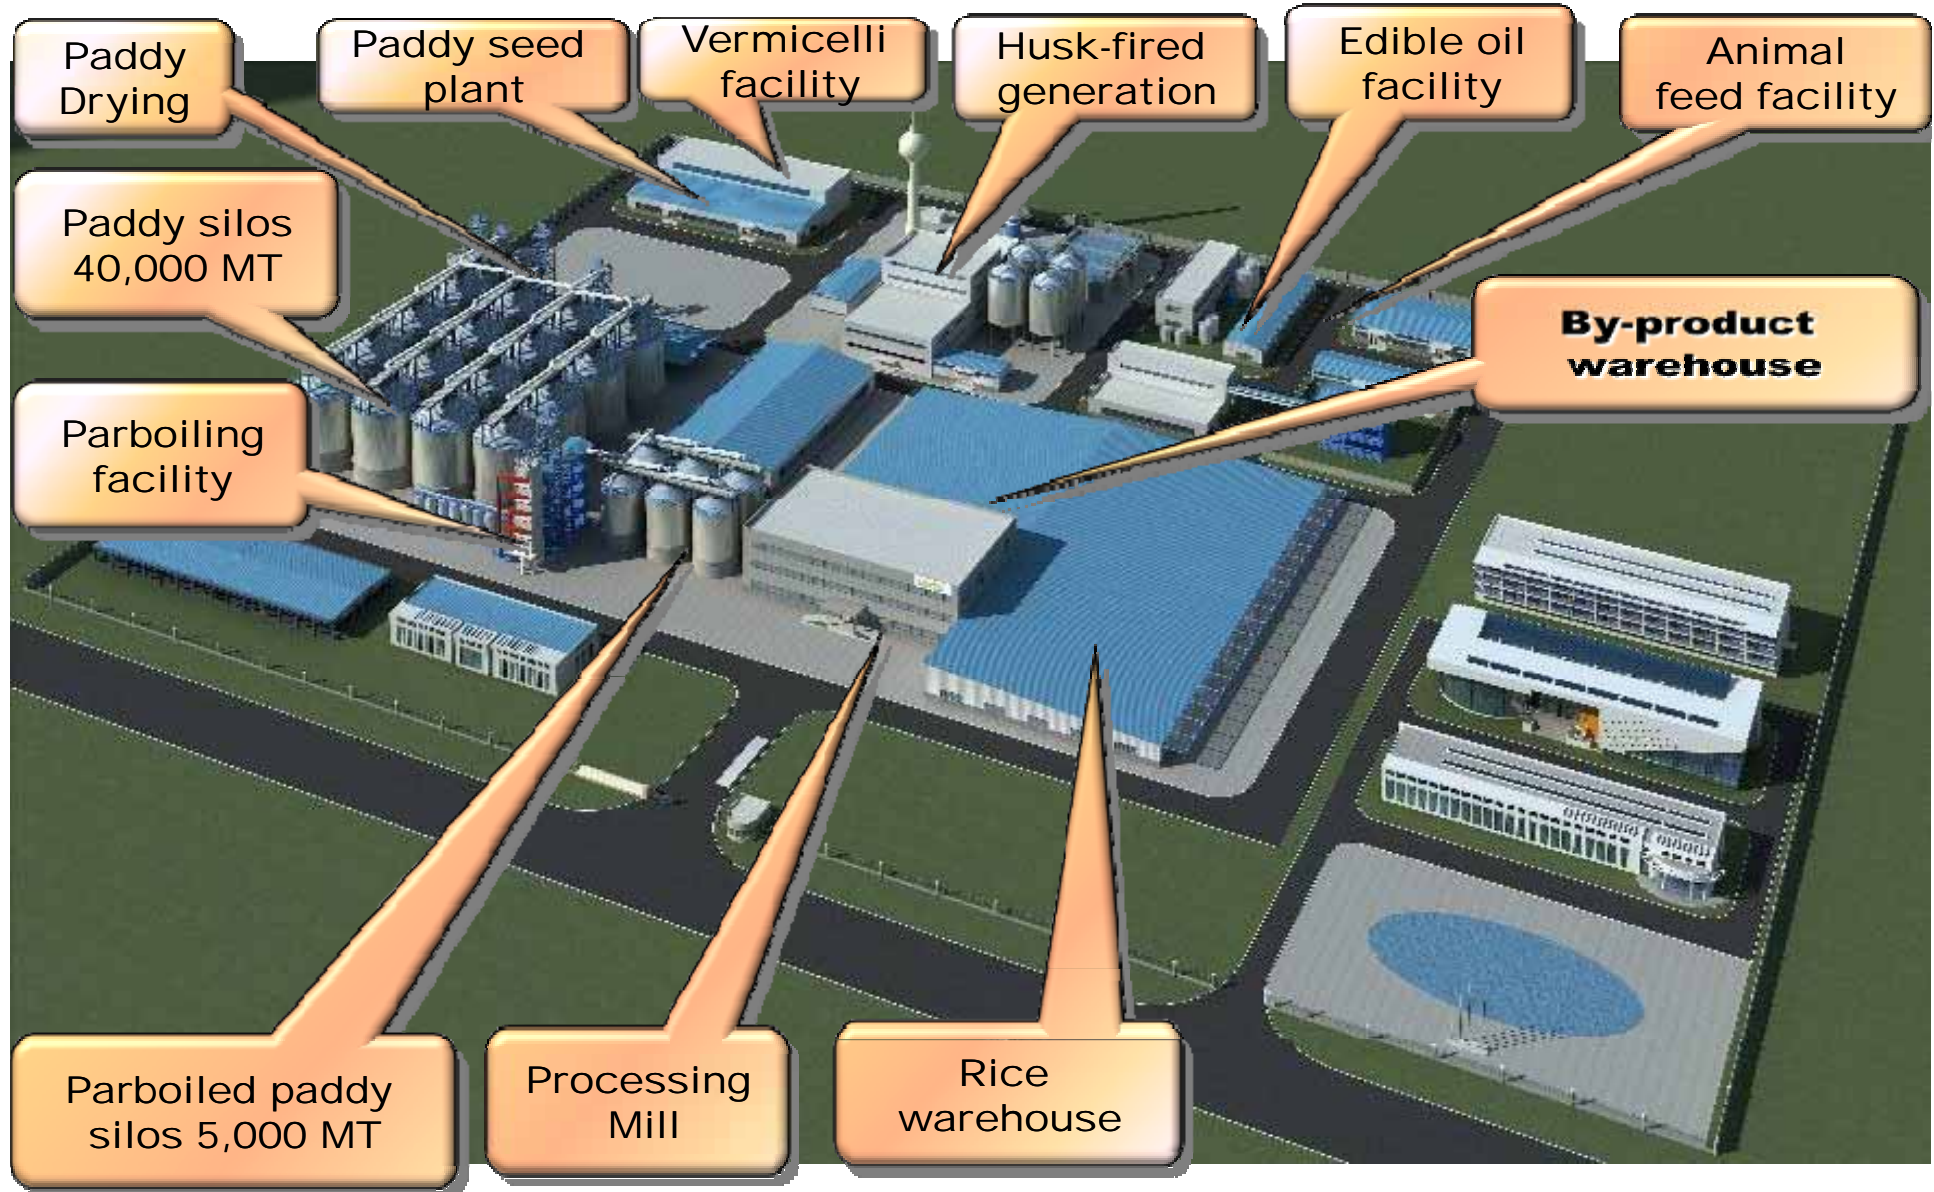 Paddy
Drying
Paddy seed
plant
Vermicelli
facility
Husk-fired
generation
Edible oil
facility
Animal
feed facility
Paddy silos
40,000 MT
By-product
warehouse
Parboiling
facility
Parboiled paddy
silos 5,000 MT
Processing
Mill
Rice
warehouse